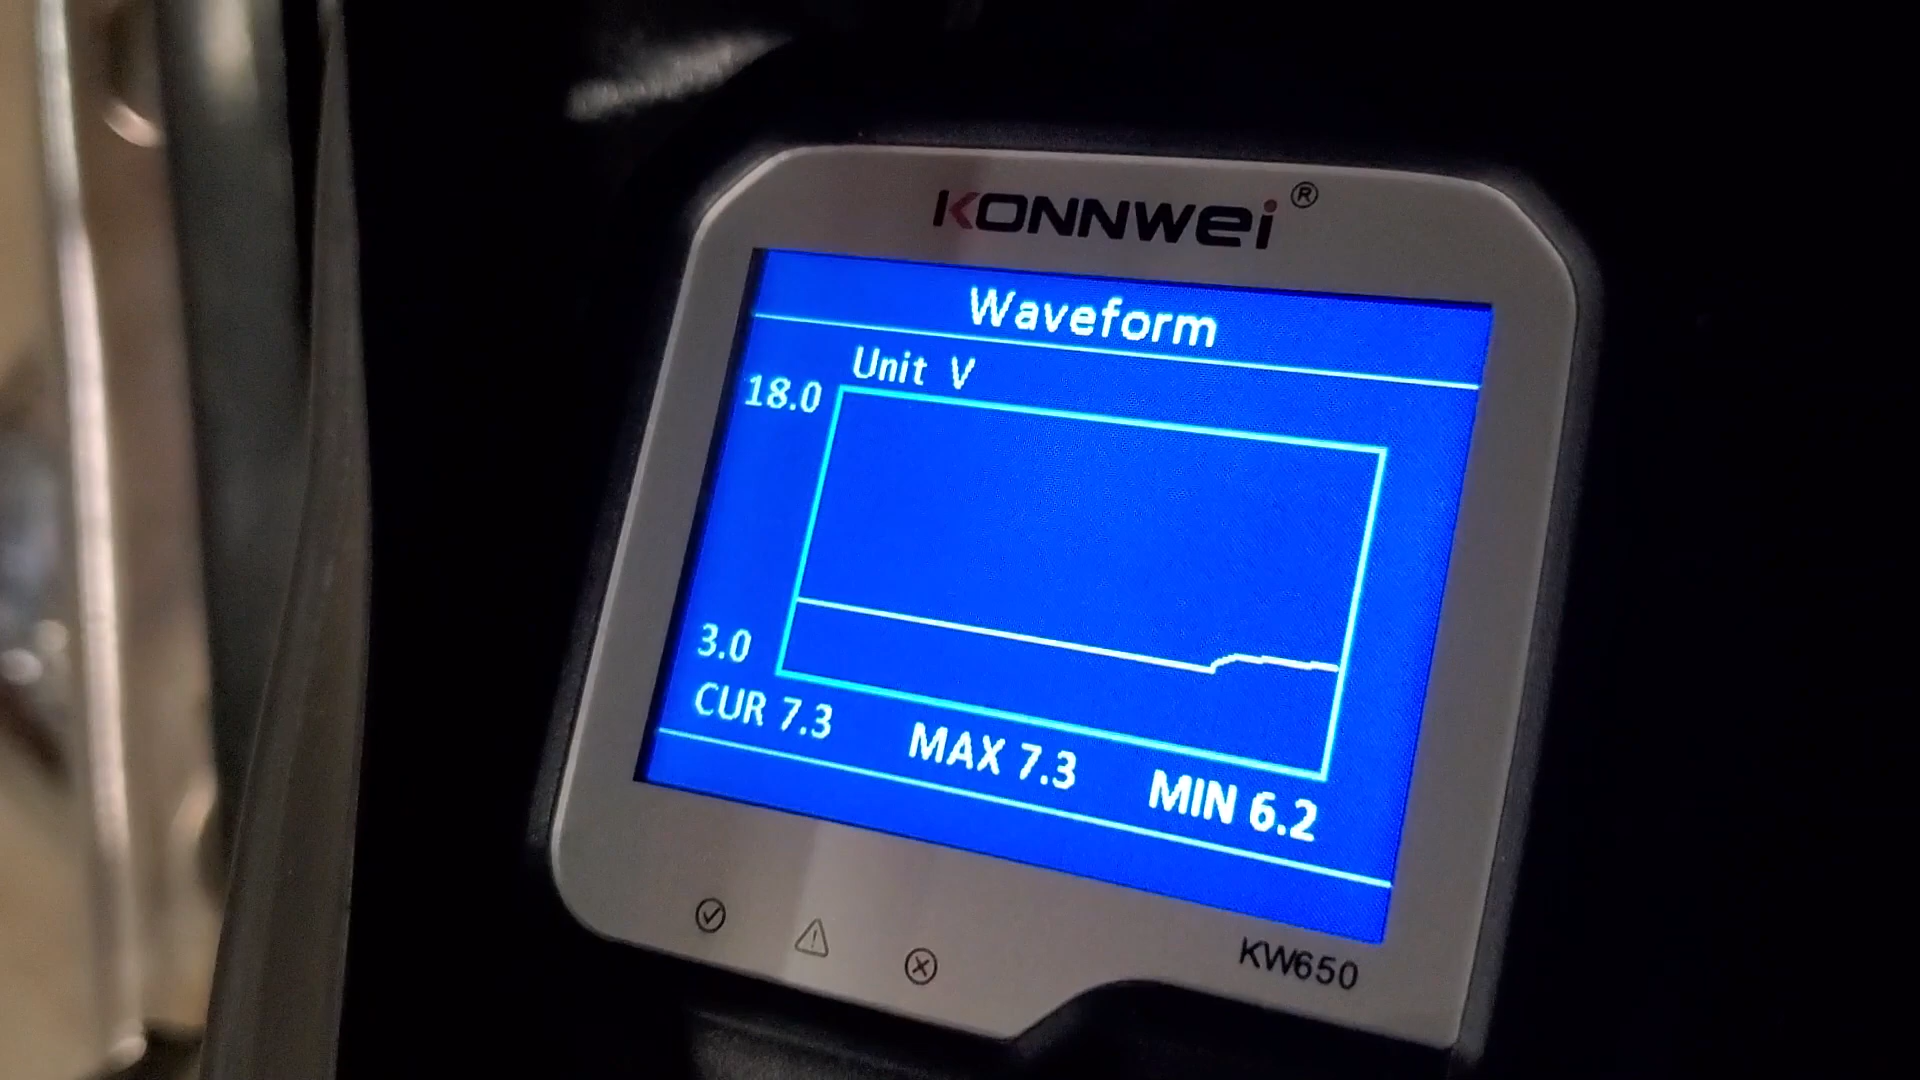 KONNWEI®
Waveform
Unit V
18.0
3.0
CUR 7.3 MAX 7.3 MIN 6.2
KW650